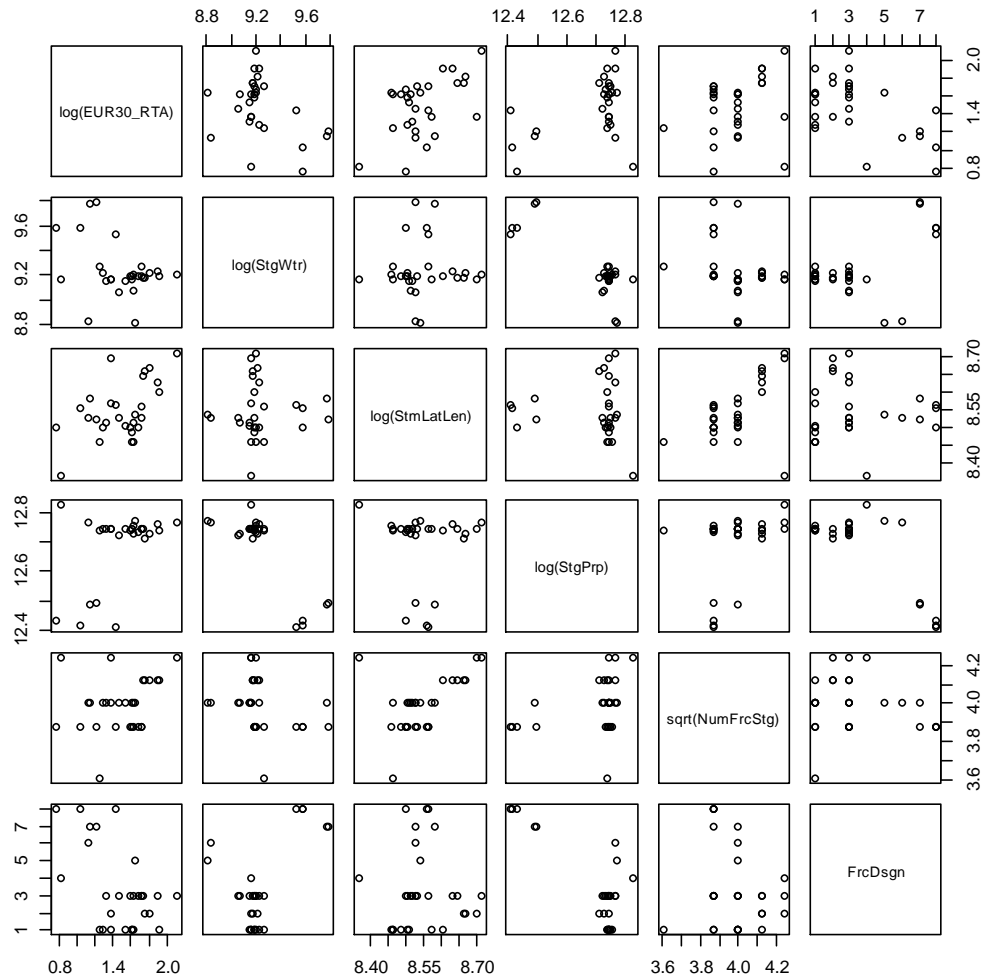 8.8 9.2 9.6 12.4 12.6 12.8 1 3 5 7
log(EUR30_RTA) 0.8 1.4 2.0
8.8 9.2 9.6 log(StgWtr)
log(StmLatLen) 8.40 8.55 8.70
12.4 12.6 12.8 log(StgPrp)
sqrt(NumFrcStg) 3.6 3.8 4.0 4.2
1 3 5 7 FrcDsgn
0.8 1.4 2.0 8.40 8.55 8.70 3.6 3.8 4.0 4.2